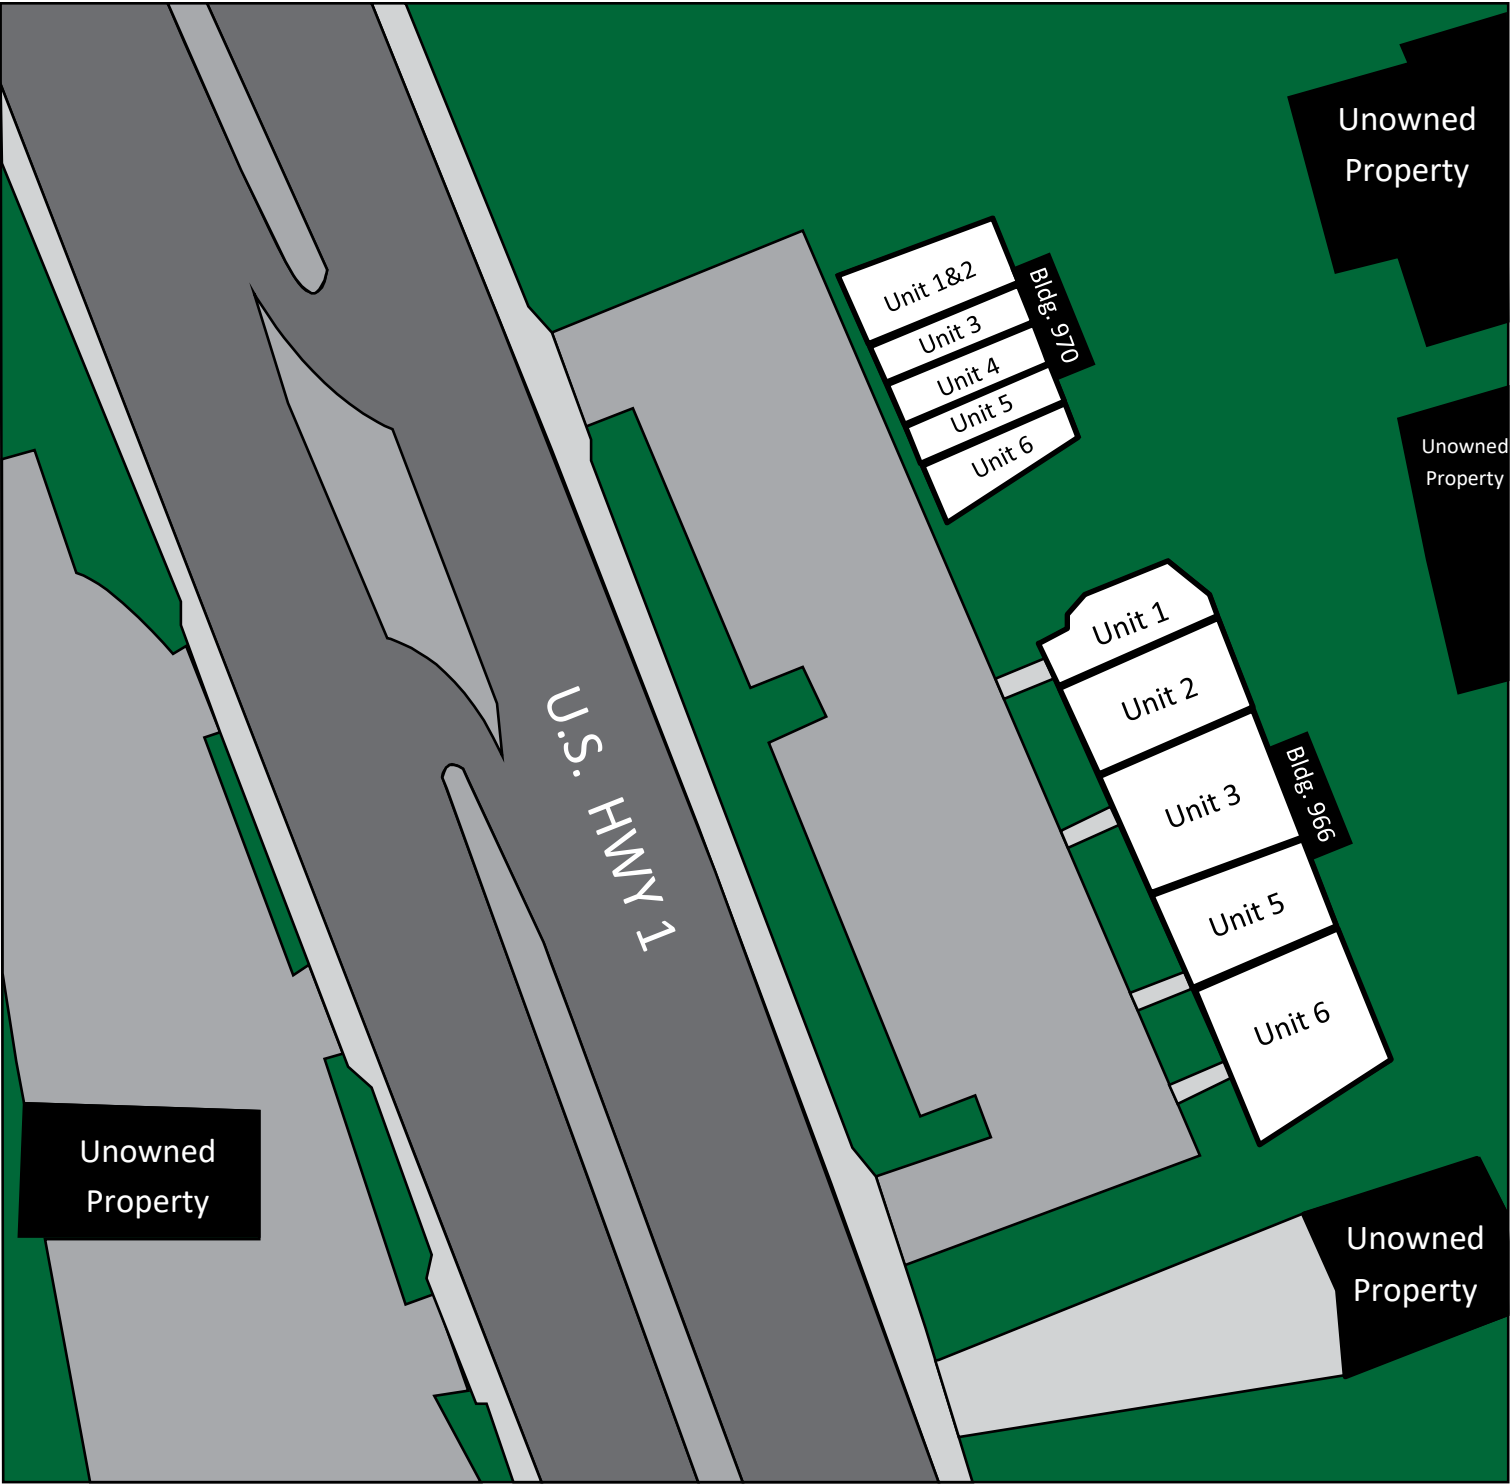 Unowned
Property
Unit 1&2
Unit 3
Unit 4
Unit 5
Unit 6
Bldg. 970
Unowned
Property
Unit 1
Unit 2
Unit 3
Unit 5
Unit 6
Bldg. 966
U.S. HWY 1
Unowned
Property
Unowned
Property